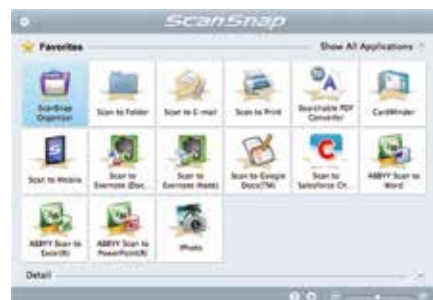 ScanSnap
Favorites
Show All Applications
ScanSnap Organizer
Scan to Folder
Scan to E-mail
Scan to Print
Searchable PDF Converter
CardMinder
Scan to Mobile
Scan to Evernote (Doc...
Scan to Evernote (Note)
Scan to Google Docs(TM)
Scan to Salesforce Ch...
ABBYY Scan to Word
ABBYY Scan to Excel(R)
ABBYY Scan to PowerPoint(R)
iPhoto
Detail